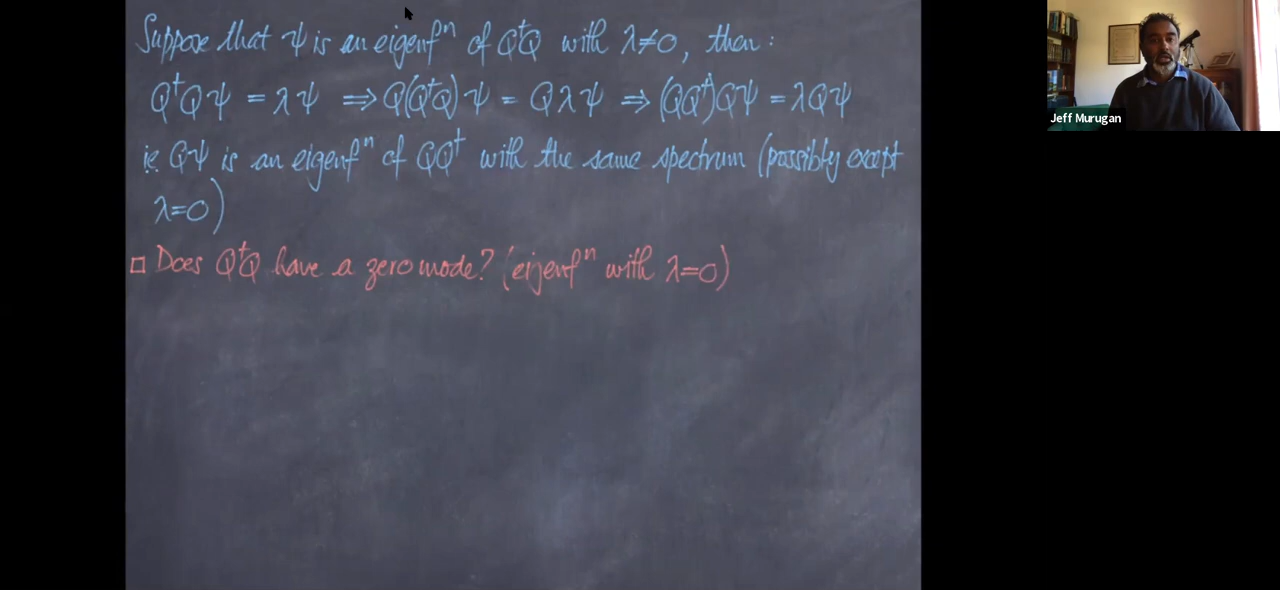 Suppose that ψ is an eigenfⁿ of Q†Q with λ≠0, then:
Q†Qψ = λψ ⇒ Q(Q†Q)ψ = Qλψ ⇒ (QQ†)Qψ = λQψ
i.e. Qψ is an eigenfⁿ of QQ† with the same spectrum (possibly except
λ=0)
□ Does Q†Q have a zero mode? (eigenfⁿ with λ=0)
Jeff Murugan